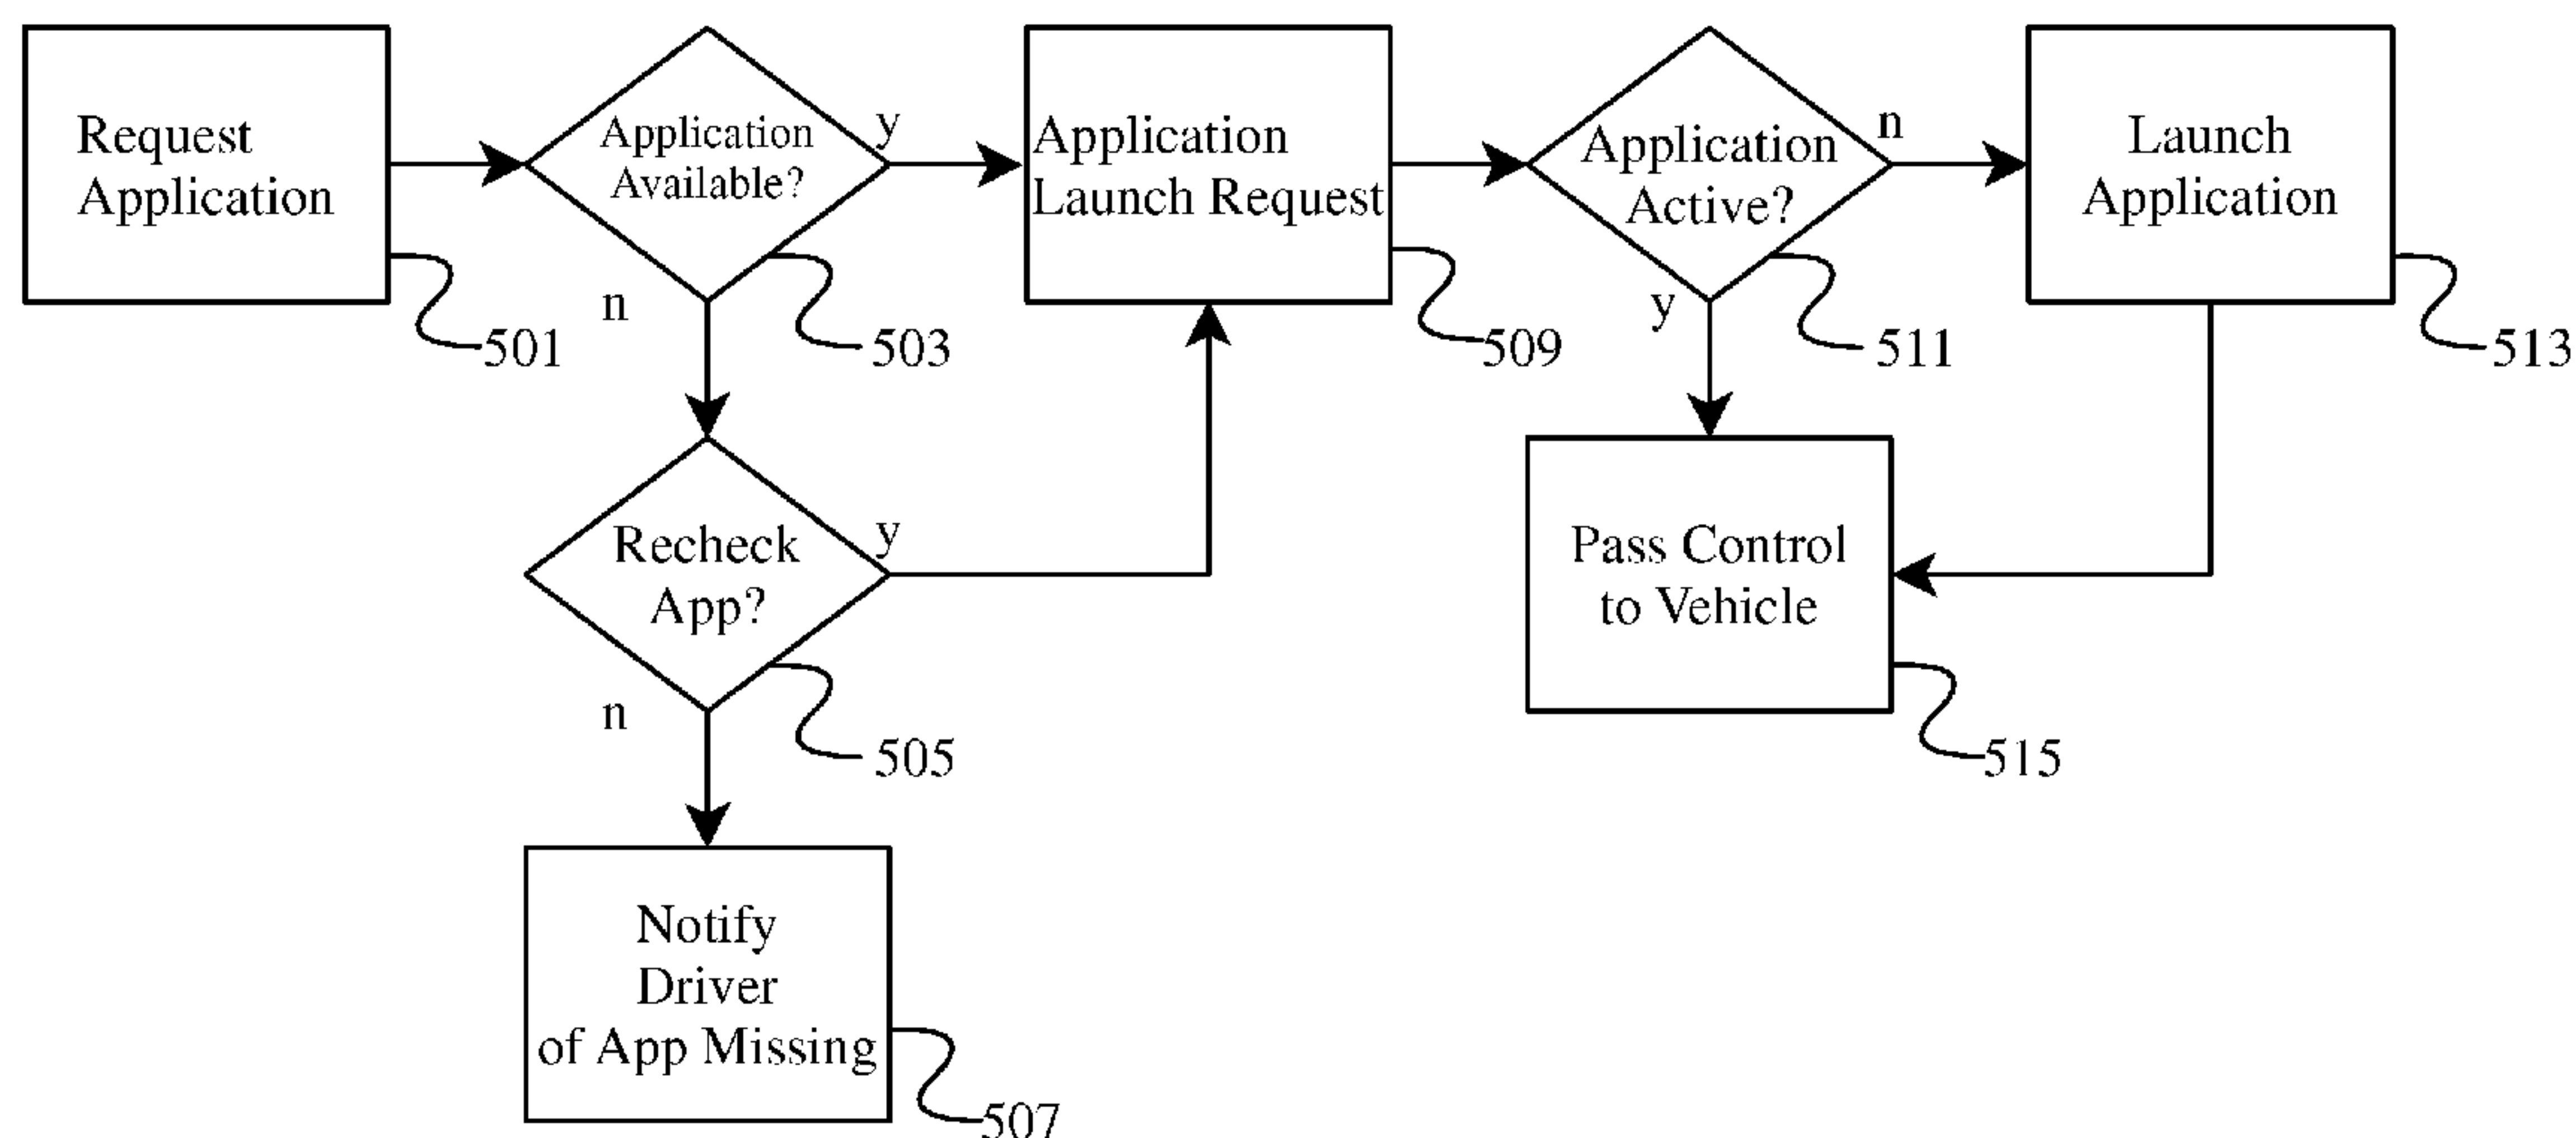 Request
Application
501
Application
Available?
y
n
503
Application
Launch Request
509
Application
Active?
n
y
511
Launch
Application
513
Recheck
App?
y
n
505
Pass Control
to Vehicle
515
Notify
Driver
of App Missing
507